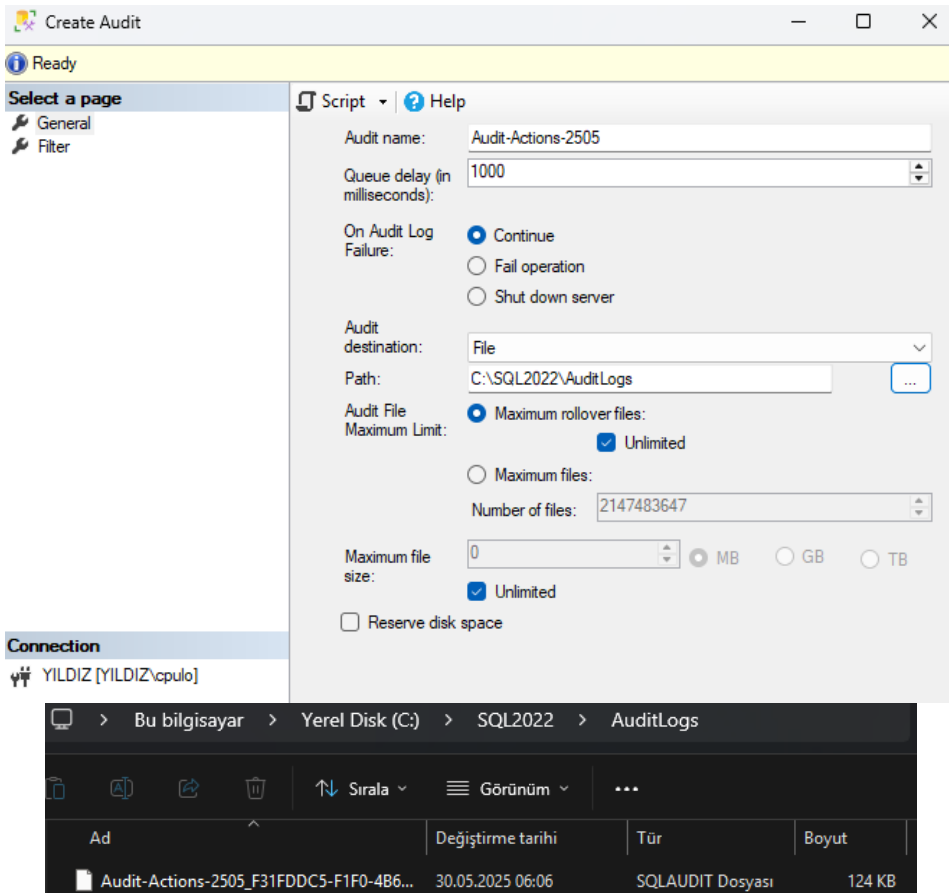 Create Audit
Ready
Select a page
General
Filter
Script
Help
Audit name:
Audit-Actions-2505
Queue delay (in
milliseconds):
1000
On Audit Log
Failure:
Continue
Fail operation
Shut down server
Audit
destination:
File
Path:
C:\SQL2022\AuditLogs
...
Audit File
Maximum Limit:
Maximum rollover files:
Unlimited
Maximum files:
Number of files:
2147483647
Maximum file
size:
0
MB
GB
TB
Unlimited
Reserve disk space
Connection
YILDIZ [YILDIZ\cpulo]
Bu bilgisayar > Yerel Disk (C:) > SQL2022 > AuditLogs
Sırala
Görünüm
Ad
Değiştirme tarihi
Tür
Boyut
Audit-Actions-2505_F31FDDC5-F1F0-4B6...
30.05.2025 06:06
SQLAUDIT Dosyası
124 KB